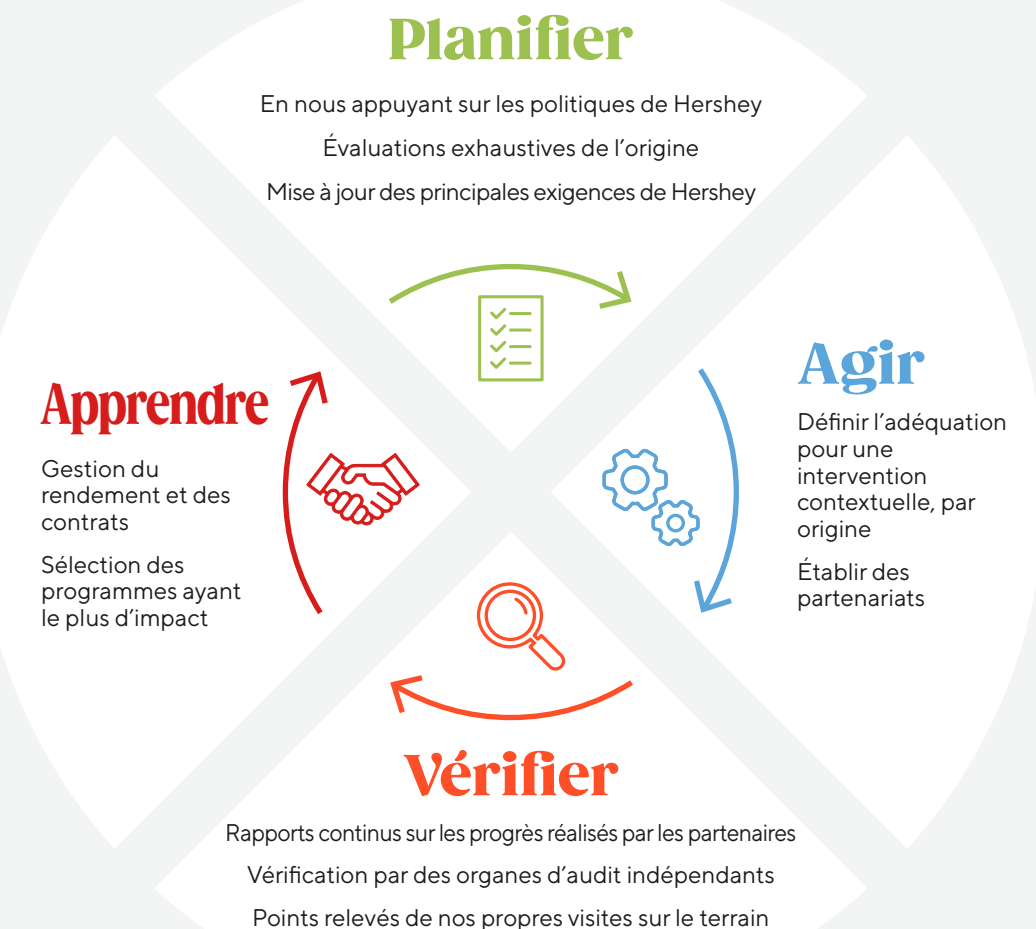 Planifier
En nous appuyant sur les politiques de Hershey
Évaluations exhaustives de l’origine
Mise à jour des principales exigences de Hershey
Agir
Définir l’adéquation
pour une
intervention
contextuelle, par
origine
Établir des
partenariats
Vérifier
Rapports continus sur les progrès réalisés par les partenaires
Vérification par des organes d’audit indépendants
Points relevés de nos propres visites sur le terrain
Apprendre
Gestion du
rendement et des
contrats
Sélection des
programmes ayant
le plus d’impact